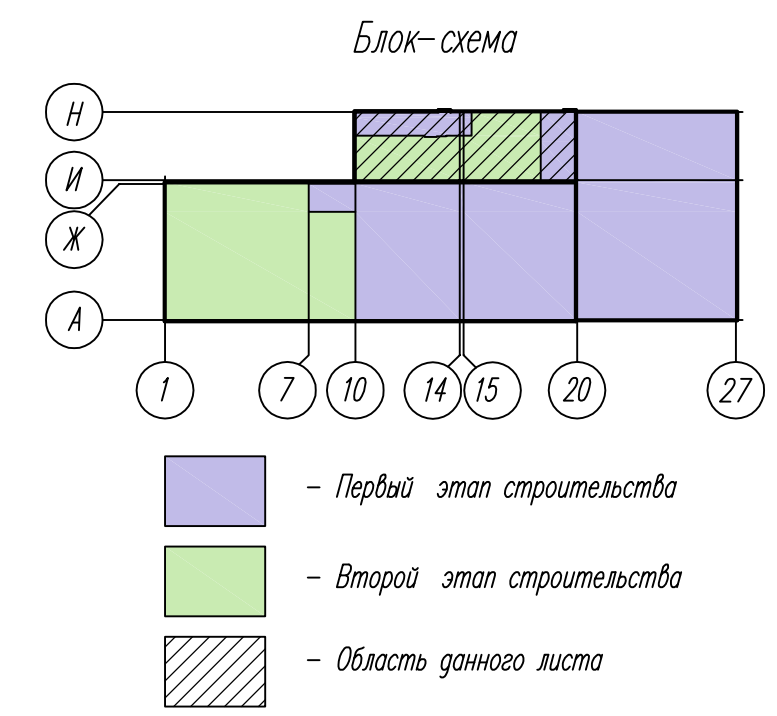 Блок-схема
Н
И
Ж
А
1 7 10 14 15 20 27
- Первый этап строительства
- Второй этап строительства
- Область данного листа